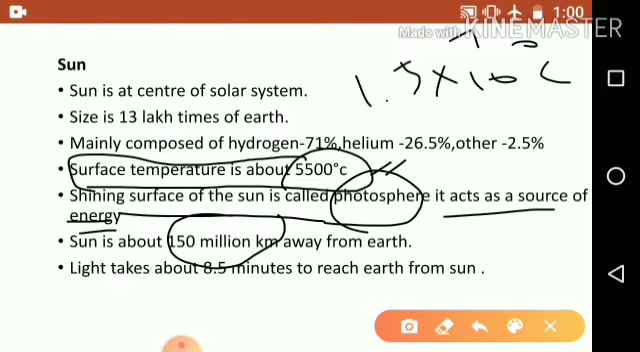 1:00
Made with KINEMASTER
Sun
• Sun is at centre of solar system.
• Size is 13 lakh times of earth.
• Mainly composed of hydrogen-71%,helium -26.5%,other -2.5%
• Surface temperature is about 5500°c
• Shining surface of the sun is called photosphere it acts as a source of
energy
• Sun is about 150 million km away from earth.
• Light takes about 8.5 minutes to reach earth from sun .